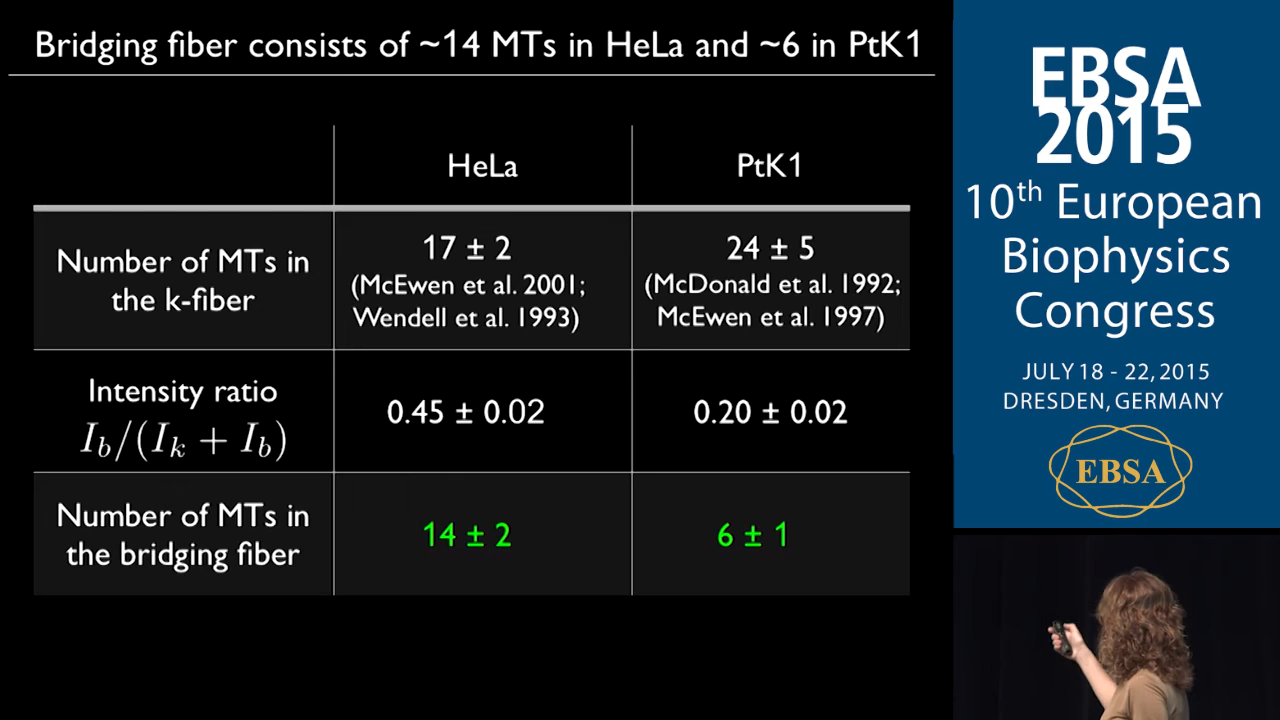 Bridging fiber consists of ~14 MTs in HeLa and ~6 in PtK1
HeLa
PtK1
Number of MTs in
the k-fiber
17 ± 2
(McEwen et al. 2001;
Wendell et al. 1993)
24 ± 5
(McDonald et al. 1992;
McEwen et al. 1997)
Intensity ratio
I_b/(I_k + I_b)
0.45 ± 0.02
0.20 ± 0.02
Number of MTs in
the bridging fiber
14 ± 2
6 ± 1
EBSA
2015
10th European
Biophysics
Congress
JULY 18 - 22, 2015
DRESDEN, GERMANY
EBSA